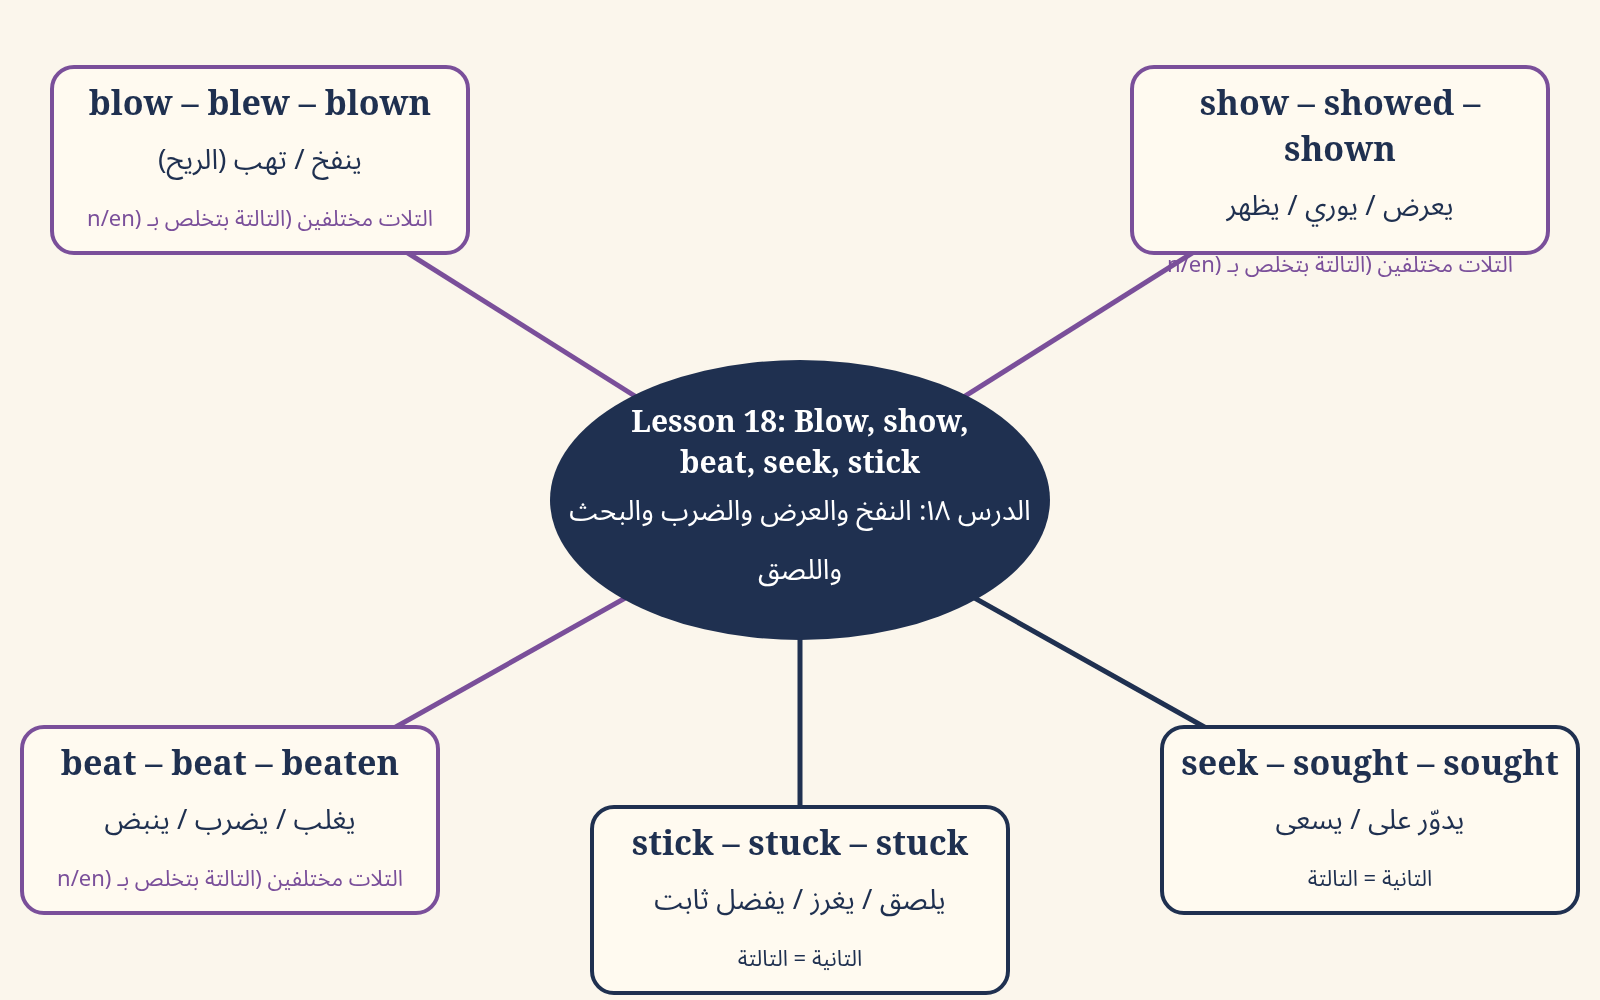 blow – blew – blown
ينفخ / تهب (الريح)
التلات مختلفين (التالتة بتخلص بـ n/en)
show – showed –
shown
يعرض / يوري / يظهر
التلات مختلفين (التالتة بتخلص بـ n/en)
Lesson 18: Blow, show,
beat, seek, stick
الدرس ١٨: النفخ والعرض والضرب والبحث
واللصق
beat – beat – beaten
يغلب / يضرب / ينبض
التلات مختلفين (التالتة بتخلص بـ n/en)
stick – stuck – stuck
يلصق / يغرز / يفضل ثابت
التانية = التالتة
seek – sought – sought
يدوّر على / يسعى
التانية = التالتة